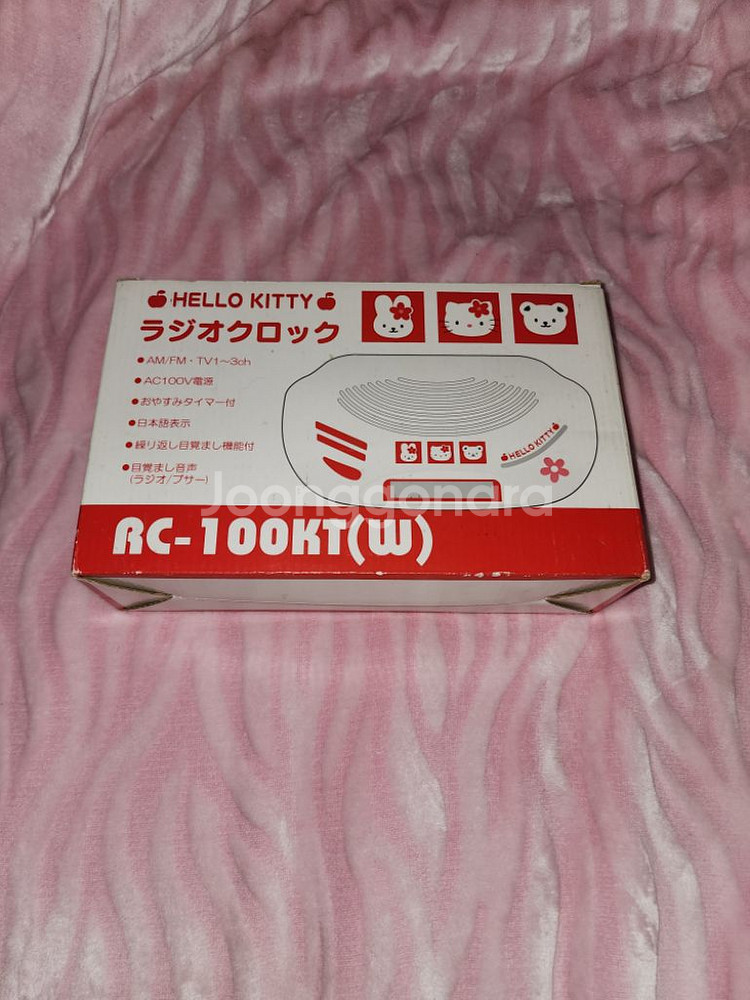 HELLO KITTY
ラジオクロック
●AM/FM・TV1〜3ch
●AC100V電源
●おやすみタイマー付
●日本語表示
●繰り返し目覚まし機能付
●目覚まし音声
(ラジオ/ブザー)
HELLO KITTY
Joonggonara
RC-100KT(W)